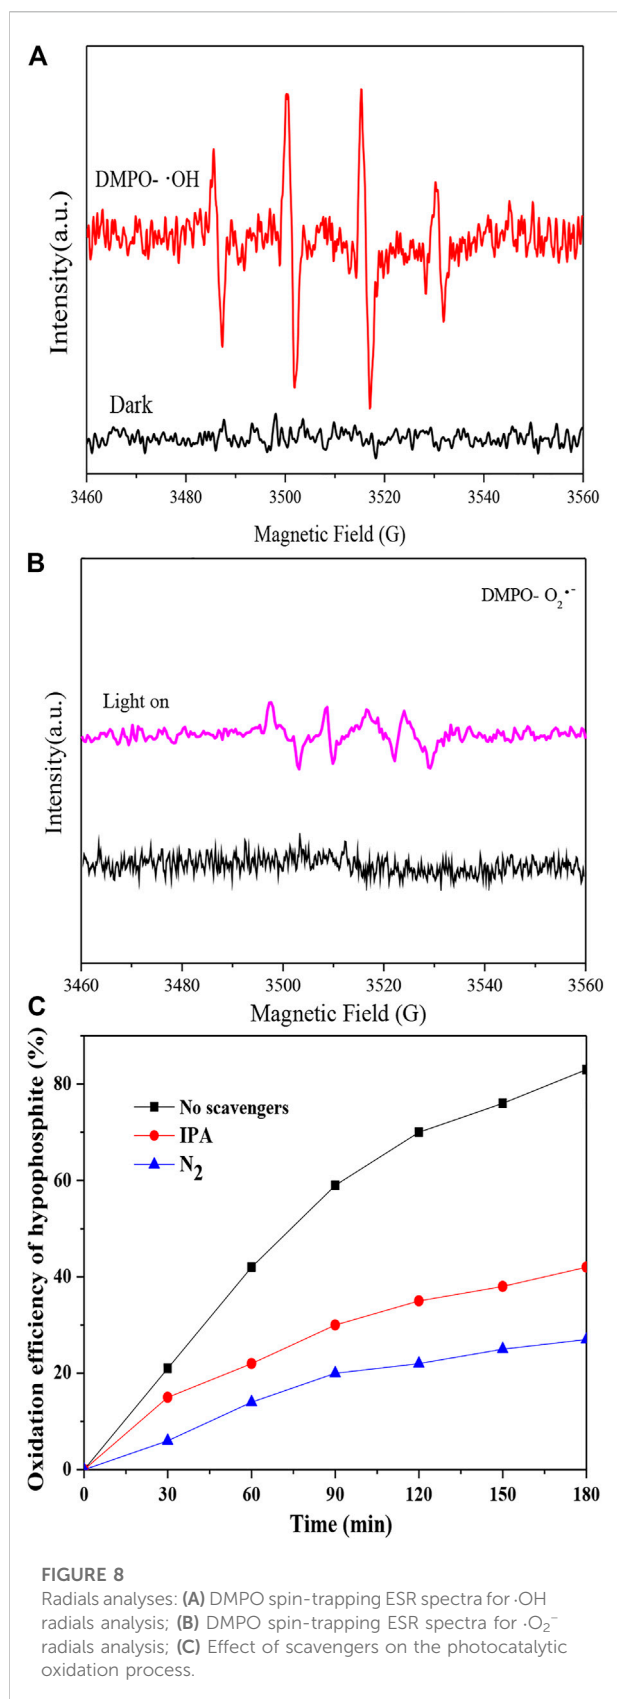 A
DMPO- ·OH
Dark
Intensity(a.u.)
3460 3480 3500 3520 3540 3560
Magnetic Field (G)
B
DMPO- O₂•⁻
Light on
Intensity(a.u.)
3460 3480 3500 3520 3540 3560
Magnetic Field (G)
C
Oxidation efficiency of hypophosphite (%)
80
60
40
20
0
No scavengers
IPA
N₂
0 30 60 90 120 150 180
Time (min)
FIGURE 8
Radials analyses: (A) DMPO spin-trapping ESR spectra for ·OH
radials analysis; (B) DMPO spin-trapping ESR spectra for ·O₂⁻
radials analysis; (C) Effect of scavengers on the photocatalytic
oxidation process.